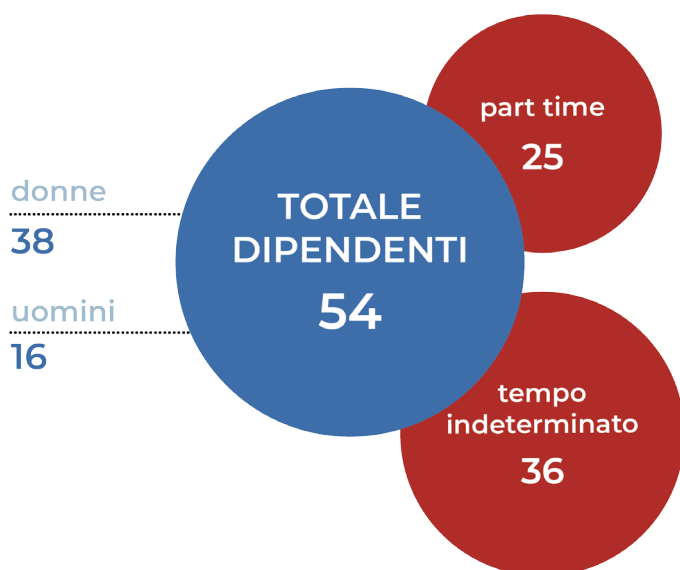 donne
38
uomini
16
TOTALE
DIPENDENTI
54
part time
25
tempo
indeterminato
36